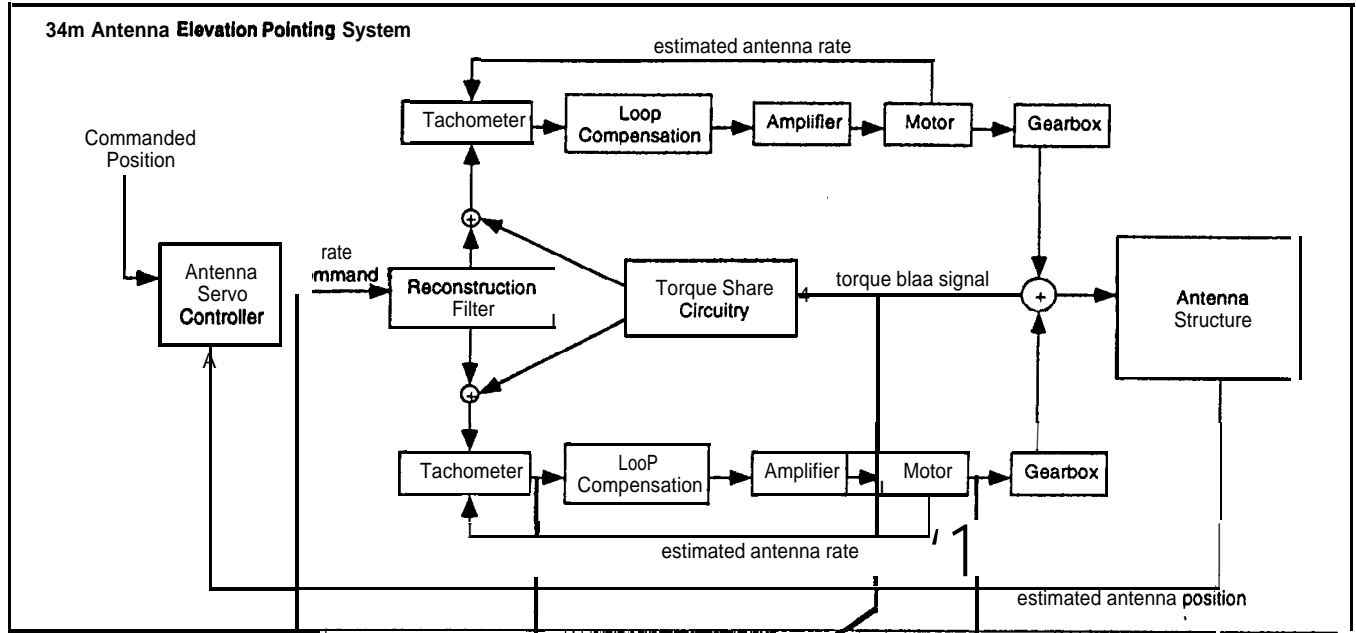 34m Antenna Elevation Pointing System
estimated antenna rate
Tachometer
Loop
Compensation
Amplifier
Motor
Gearbox
Commanded
Position
+
Antenna
Servo
Controller
rate
mmand
Reconstruction
Filter
Torque Share
Circuitry
torque blaa signal
+
Antenna
Structure
+
Tachometer
LooP
Compensation
Amplifier
Motor
Gearbox
estimated antenna rate
estimated antenna position